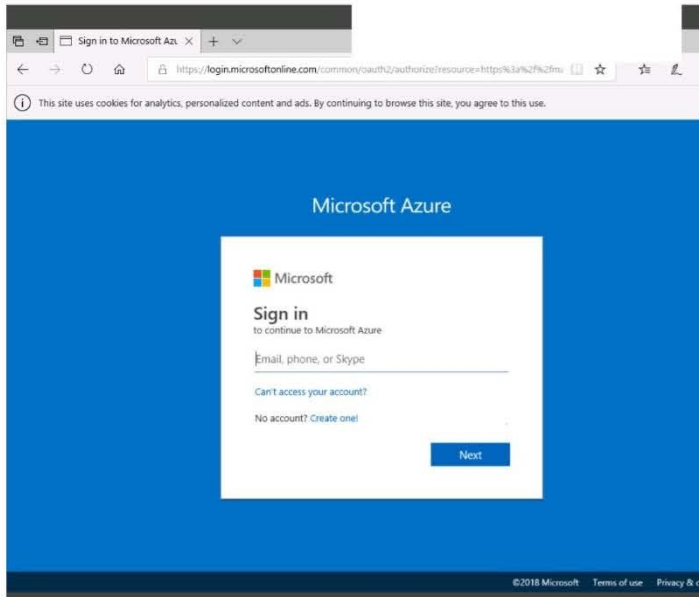 Sign in to Microsoft Azu
https://login.microsoftonline.com/common/oauth2/authorize?resource=https%3a%2f%2fma
This site uses cookies for analytics, personalized content and ads. By continuing to browse this site, you agree to this use.
Microsoft Azure
Microsoft
Sign in
to continue to Microsoft Azure
Email, phone, or Skype
Can't access your account?
No account? Create one!
Next
©2018 Microsoft Terms of use Privacy & c